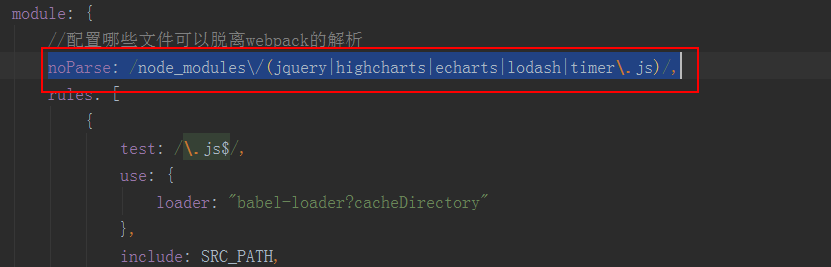 module: {
//配置哪些文件可以脱离webpack的解析
noParse: /node_modules\/(jquery|highcharts|echarts|lodash|timer\.js)/,
rules: [
{
test: /\.js$/,
use: {
loader: "babel-loader?cacheDirectory"
},
include: SRC_PATH,